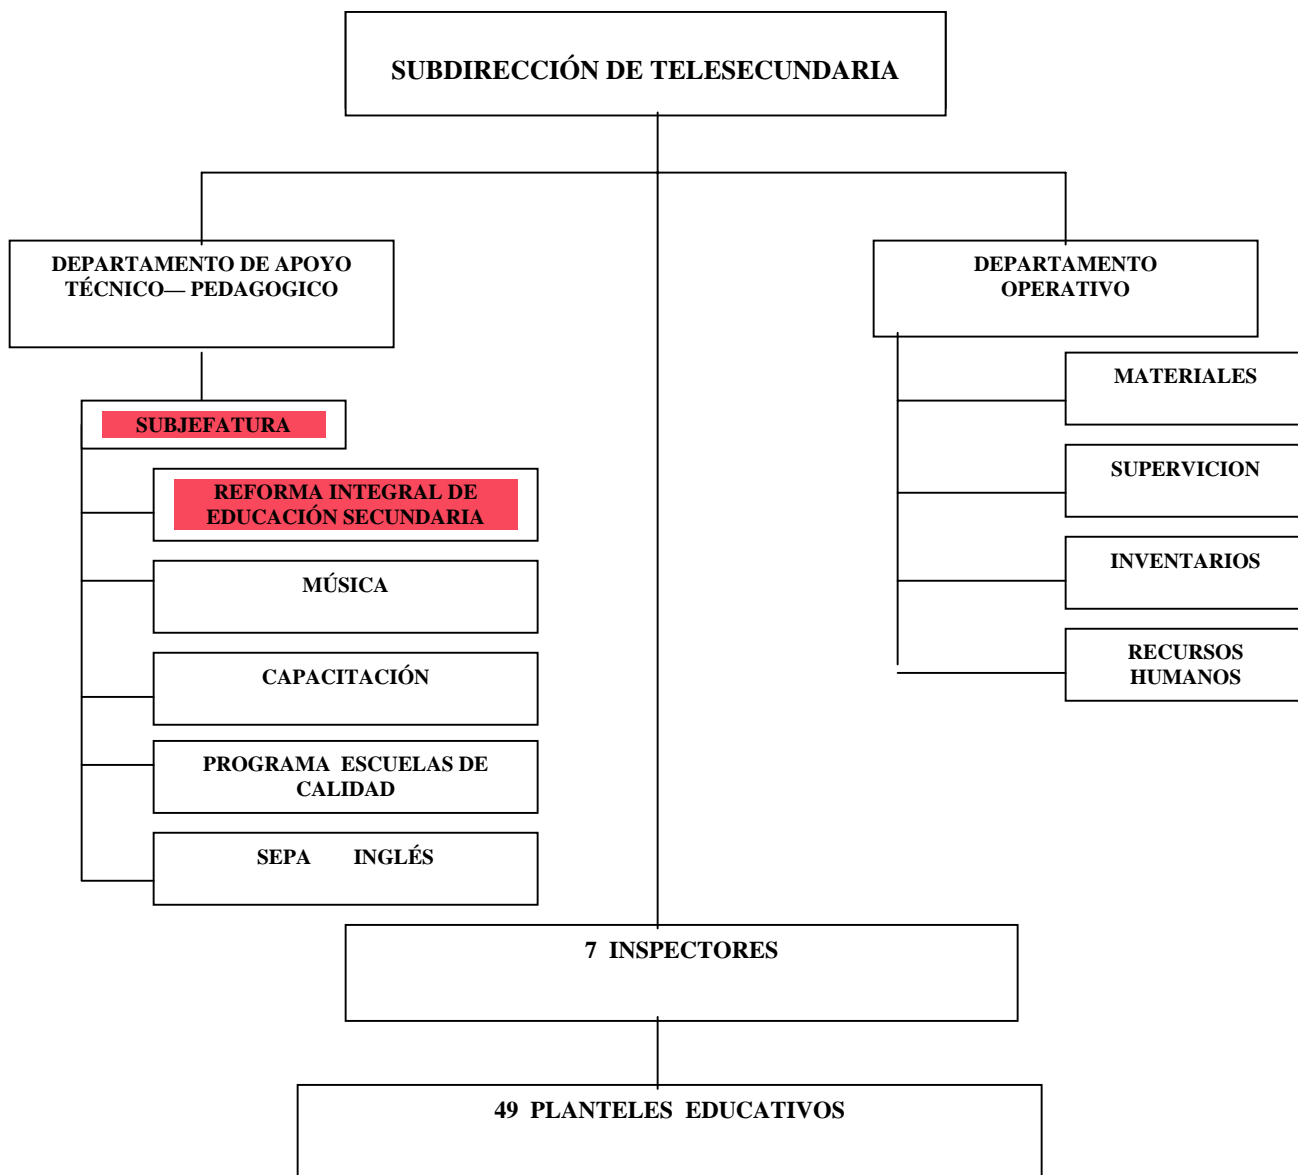 SUBDIRECCIÓN DE TELESECUNDARIA
DEPARTAMENTO DE APOYO
TÉCNICO— PEDAGOGICO
SUBJEFATURA
REFORMA INTEGRAL DE
EDUCACIÓN SECUNDARIA
MÚSICA
CAPACITACIÓN
PROGRAMA ESCUELAS DE
CALIDAD
SEPA INGLÉS
DEPARTAMENTO
OPERATIVO
MATERIALES
SUPERVICION
INVENTARIOS
RECURSOS
HUMANOS
7 INSPECTORES
49 PLANTELES EDUCATIVOS